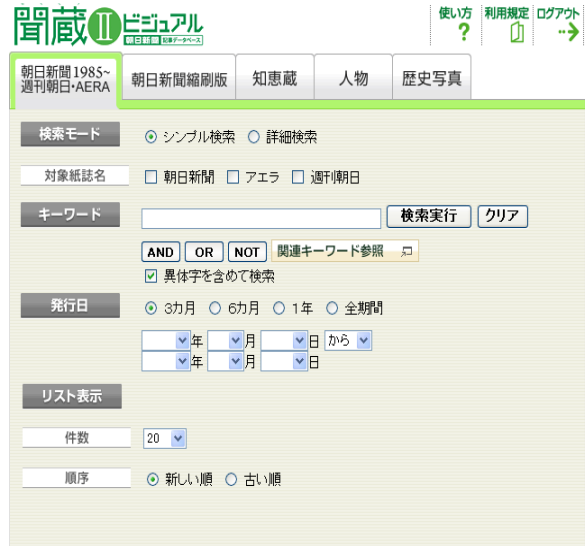 聞蔵Ⅱビジュアル
朝日新聞記事データベース
使い方 利用規定 ログアウト
?
朝日新聞1985~
週刊朝日・AERA
朝日新聞縮刷版 知恵蔵 人物 歴史写真
検索モード シンプル検索 詳細検索
対象紙誌名 朝日新聞 アエラ 週刊朝日
キーワード 検索実行 クリア
AND OR NOT 関連キーワード参照
異体字を含めて検索
発行日 3カ月 6カ月 1年 全期間
年 月 日 から
年 月 日
リスト表示
件数 20
順序 新しい順 古い順